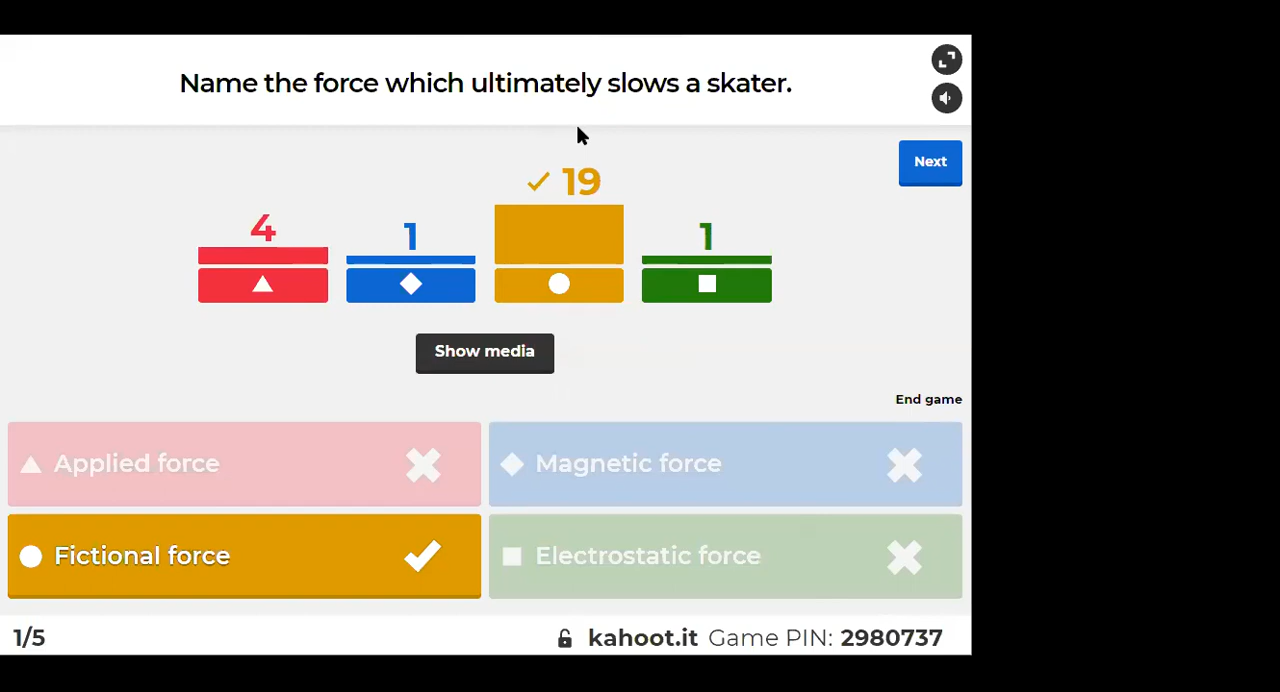 Name the force which ultimately slows a skater.
Next
4
1
19
1
Show media
End game
Applied force
Magnetic force
Fictional force
Electrostatic force
1/5
kahoot.it Game PIN: 2980737